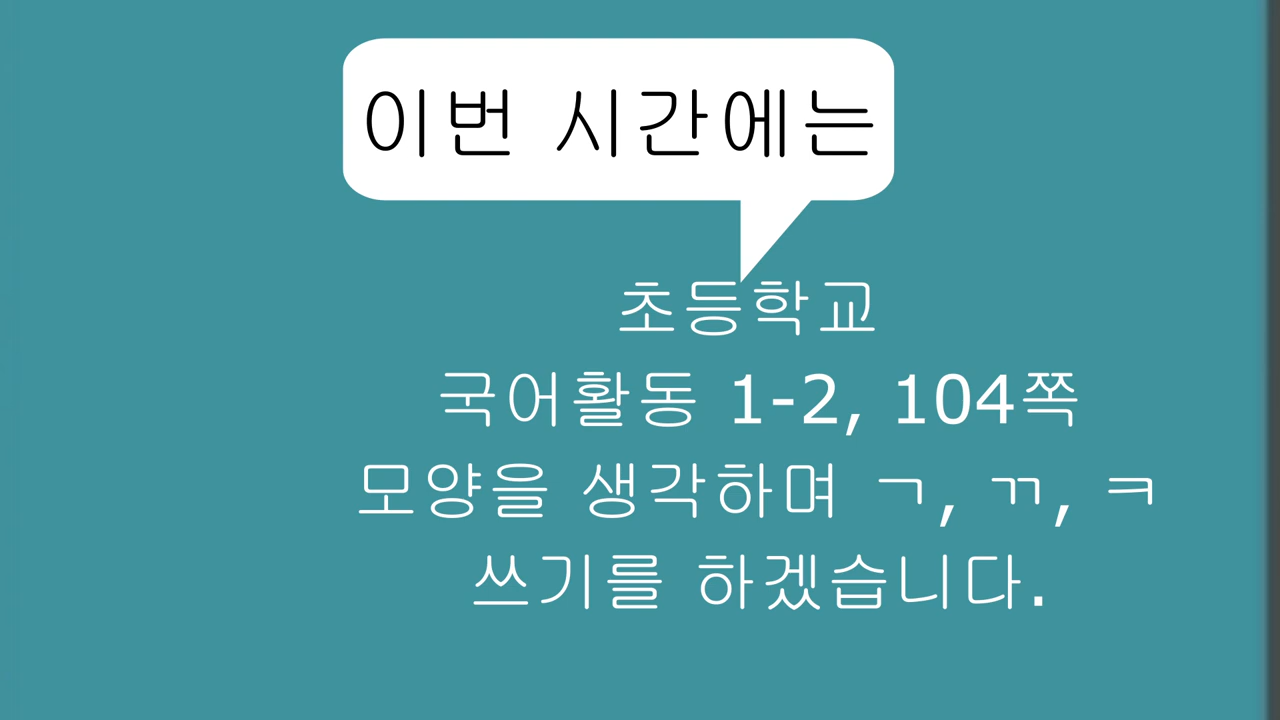 이번 시간에는
초등학교
국어활동 1-2, 104쪽
모양을 생각하며 ㄱ, ㄲ, ㅋ
쓰기를 하겠습니다.